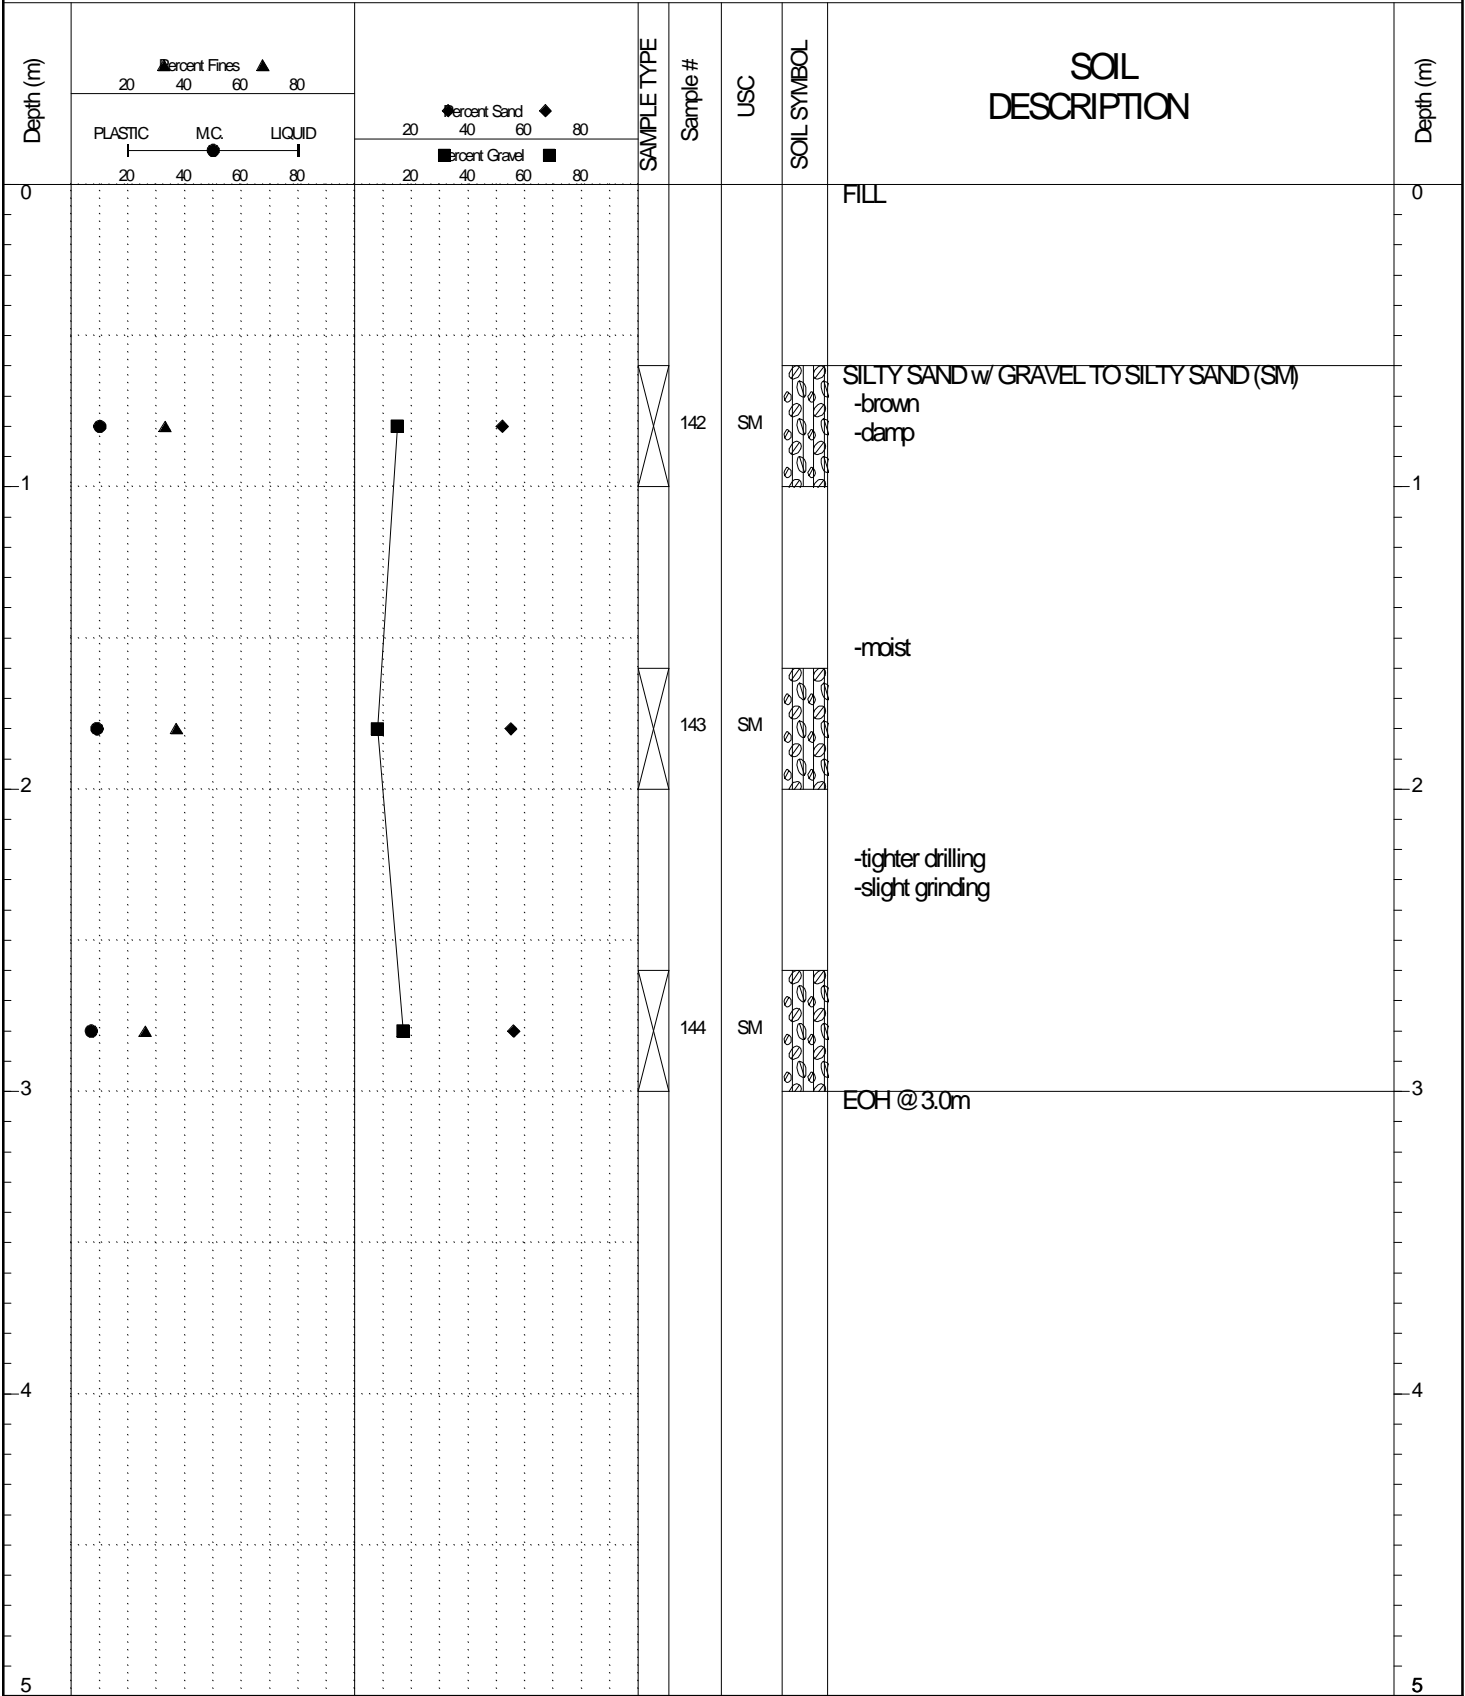 Depth (m)
Percent Fines
20 40 60 80
PLASTIC M.C. LIQUID
20 40 60 80
Percent Sand
20 40 60 80
Percent Gravel
20 40 60 80
SAMPLE TYPE
Sample #
USC
SOIL SYMBOL
SOIL
DESCRIPTION
Depth (m)
0 FILL 0
SILTY SAND w/ GRAVEL TO SILTY SAND (SM)
-brown
142 SM -damp
1 1
-moist
143 SM
2 2
-tighter drilling
-slight grinding
144 SM
3 3
EOH @ 3.0m
4 4
5 5